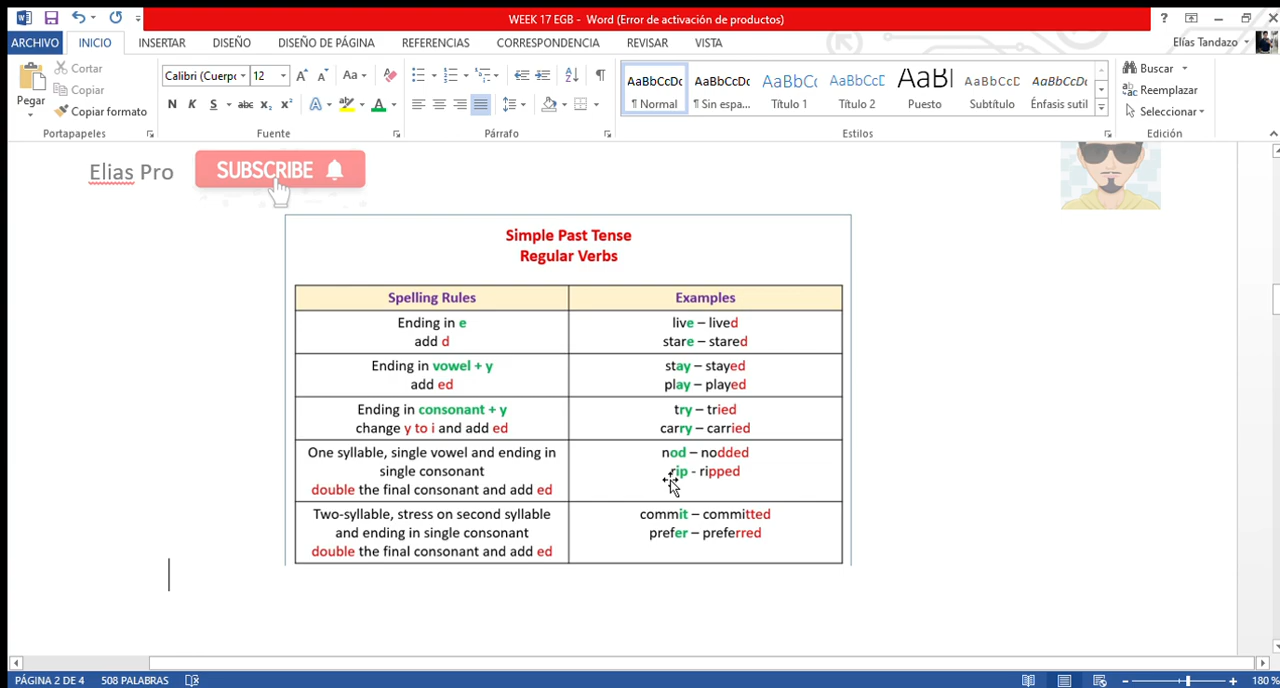 WEEK 17 EGB - Word (Error de activación de productos)
ARCHIVO INICIO INSERTAR DISEÑO DISEÑO DE PÁGINA REFERENCIAS CORRESPONDENCIA REVISAR VISTA Elías Tandazo
Pegar
Cortar
Copiar
Copiar formato
Portapapeles
Calibri (Cuerpo 12
N K S abc x₂ x²
Fuente
Párrafo
AaBbCcDc AaBbCcDc AaBbCc AaBbCcD AaBl AaBbCcD AaBbCcDc
¶ Normal ¶ Sin espa... Título 1 Título 2 Puesto Subtítulo Énfasis sutil
Estilos
Buscar
Reemplazar
Seleccionar
Edición
Elias Pro SUBSCRIBE
Simple Past Tense
Regular Verbs
Spelling Rules Examples
Ending in e
add d
live – lived
stare – stared
Ending in vowel + y
add ed
stay – stayed
play – played
Ending in consonant + y
change y to i and add ed
try – tried
carry – carried
One syllable, single vowel and ending in
single consonant
double the final consonant and add ed
nod – nodded
rip - ripped
Two-syllable, stress on second syllable
and ending in single consonant
double the final consonant and add ed
commit – committed
prefer – preferred
PÁGINA 2 DE 4 508 PALABRAS 180 %